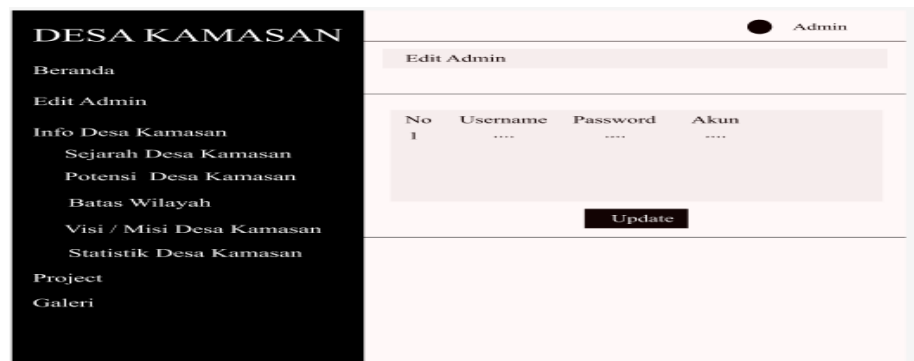 DESA KAMASAN
Beranda
Edit Admin
Info Desa Kamasan
Sejarah Desa Kamasan
Potensi Desa Kamasan
Batas Wilayah
Visi / Misi Desa Kamasan
Statistik Desa Kamasan
Project
Galeri
Admin
Edit Admin
No Username Password Akun
1 .... .... ....
Update